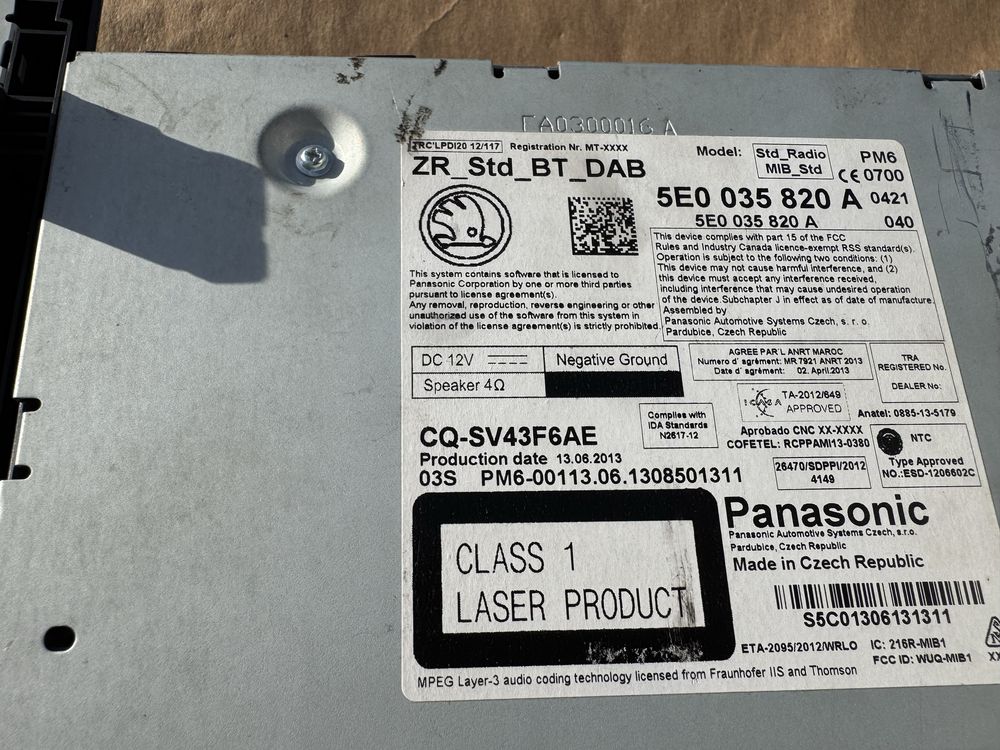 FA0300016 A
TRC'LPDI20 12/117 Registration Nr. MT-XXXX
ZR_Std_BT_DAB
Model: Std_Radio MIB_Std
PM6
CE 0700
5E0 035 820 A 0421
5E0 035 820 A 040
This system contains software that is licensed to
Panasonic Corporation by one or more third parties
pursuant to license agreement(s).
Any removal, reproduction, reverse engineering or other
unauthorized use of the software from this system in
violation of the license agreement(s) is strictly prohibited.
This device complies with part 15 of the FCC
Rules and Industry Canada licence-exempt RSS standard(s).
Operation is subject to the following two conditions: (1)
This device may not cause harmful interference, and (2)
this device must accept any interference received,
including interference that may cause undesired operation
of the device. Subchapter J in effect as of date of manufacture.
Assembled by
Panasonic Automotive Systems Czech, s. r. o.
Pardubice, Czech Republic
DC 12V Negative Ground
Speaker 4Ω
AGREE PAR'L ANRT MAROC
Numero d' agrément: MR 7921 ANRT 2013
Date d' agrément: 02. April.2013
TRA
REGISTERED No.
DEALER No:
Complies with
IDA Standards
N2617-12
ICASA TA-2012/649
APPROVED
Anatel: 0885-13-5179
Aprobado CNC XX-XXXX
COFETEL: RCPPAMI13-0380
NTC
Type Approved
NO.:ESD-1206602C
26470/SDPPI/2012
4149
CQ-SV43F6AE
Production date 13.06.2013
03S PM6-00113.06.1308501311
CLASS 1
LASER PRODUCT
Panasonic
Panasonic Automotive Systems Czech, s.r.o.
Pardubice, Czech Republic
Made in Czech Republic
S5C01306131311
ETA-2095/2012/WRLO IC: 216R-MIB1
FCC ID: WUQ-MIB1
XX
MPEG Layer-3 audio coding technology licensed from Fraunhofer IIS and Thomson